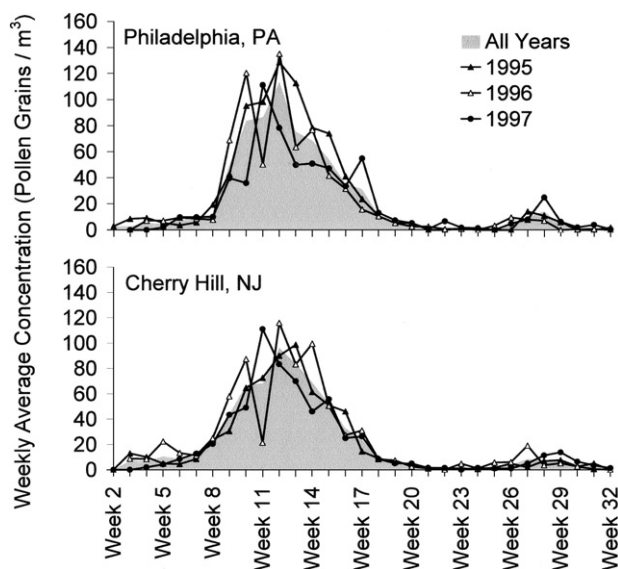 Weekly Average Concentration (Pollen Grains / m³)
160
140
120
100
80
60
40
20
0
Philadelphia, PA
All Years
1995
1996
1997
160
140
120
100
80
60
40
20
0
Cherry Hill, NJ
Week 2
Week 5
Week 8
Week 11
Week 14
Week 17
Week 20
Week 23
Week 26
Week 29
Week 32